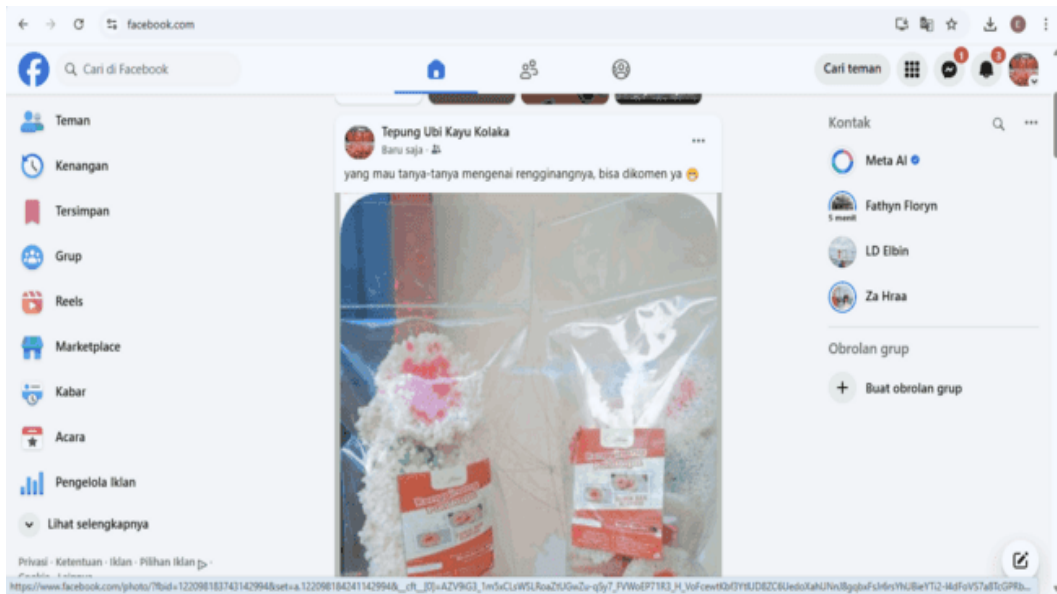 facebook.com
E
Cari di Facebook
Cari teman
1
3
Teman
Kenangan
Tersimpan
Grup
Reels
Marketplace
Kabar
Acara
Pengelola Iklan
Lihat selengkapnya
Privasi · Ketentuan · Iklan · Pilihan Iklan
Tepung Ubi Kayu Kolaka
Baru saja ·
yang mau tanya-tanya mengenai rengginangnya, bisa dikomen ya 😁
Kontak
Meta AI
Fathyn Floryn
5 menit
LD Elbin
Za Hraa
Obrolan grup
Buat obrolan grup